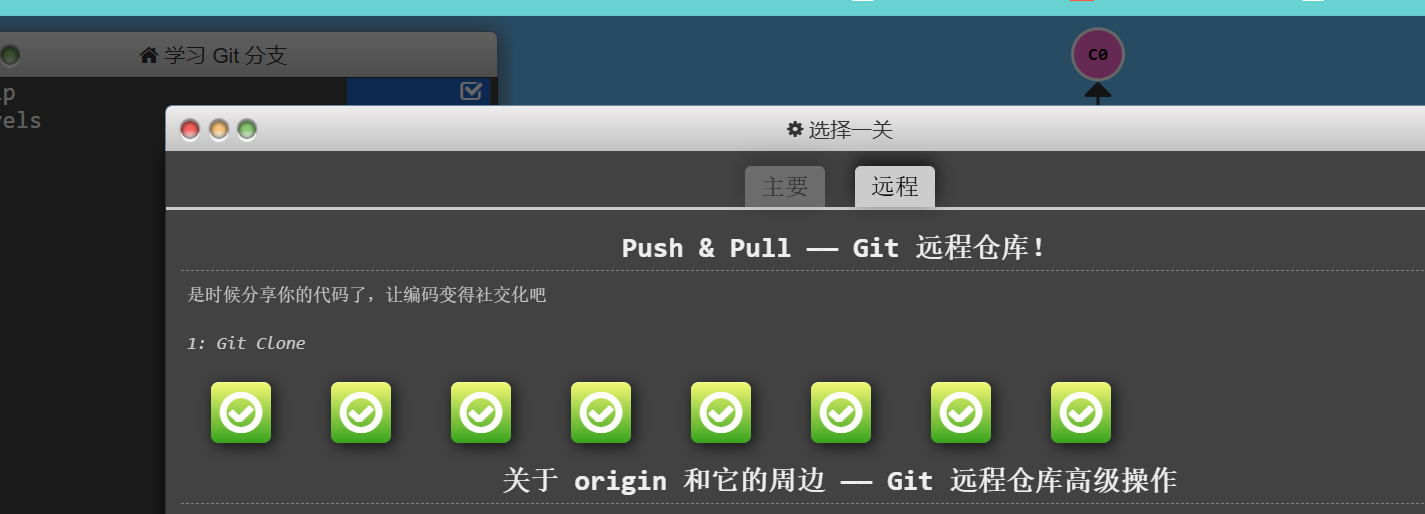 学习 Git 分支
C0
选择一关
主要
远程
Push & Pull —— Git 远程仓库！
是时候分享你的代码了，让编码变得社交化吧
1: Git Clone
关于 origin 和它的周边 —— Git 远程仓库高级操作